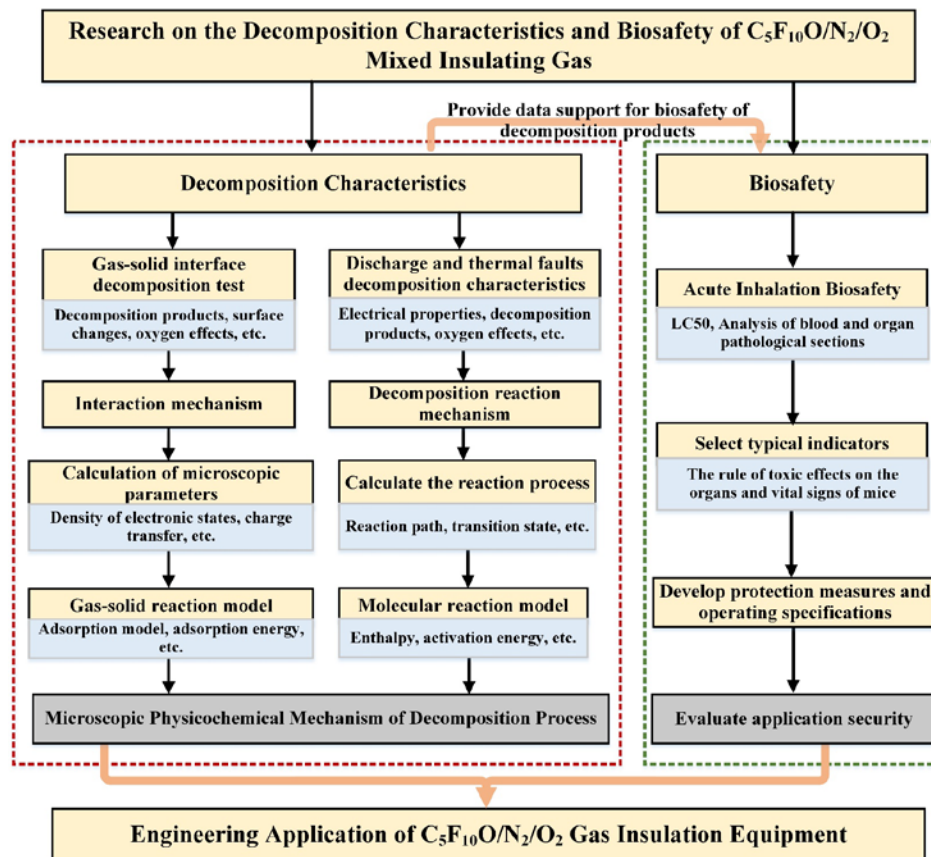 Research on the Decomposition Characteristics and Biosafety of C₅F₁₀O/N₂/O₂
Mixed Insulating Gas
Provide data support for biosafety of
decomposition products
Decomposition Characteristics
Gas-solid interface
decomposition test
Decomposition products, surface
changes, oxygen effects, etc.
Interaction mechanism
Calculation of microscopic
parameters
Density of electronic states, charge
transfer, etc.
Gas-solid reaction model
Adsorption model, adsorption energy,
etc.
Discharge and thermal faults
decomposition characteristics
Electrical properties, decomposition
products, oxygen effects, etc.
Decomposition reaction
mechanism
Calculate the reaction process
Reaction path, transition state, etc.
Molecular reaction model
Enthalpy, activation energy, etc.
Microscopic Physicochemical Mechanism of Decomposition Process
Biosafety
Acute Inhalation Biosafety
LC50, Analysis of blood and organ
pathological sections
Select typical indicators
The rule of toxic effects on the
organs and vital signs of mice
Develop protection measures and
operating specifications
Evaluate application security
Engineering Application of C₅F₁₀O/N₂/O₂ Gas Insulation Equipment